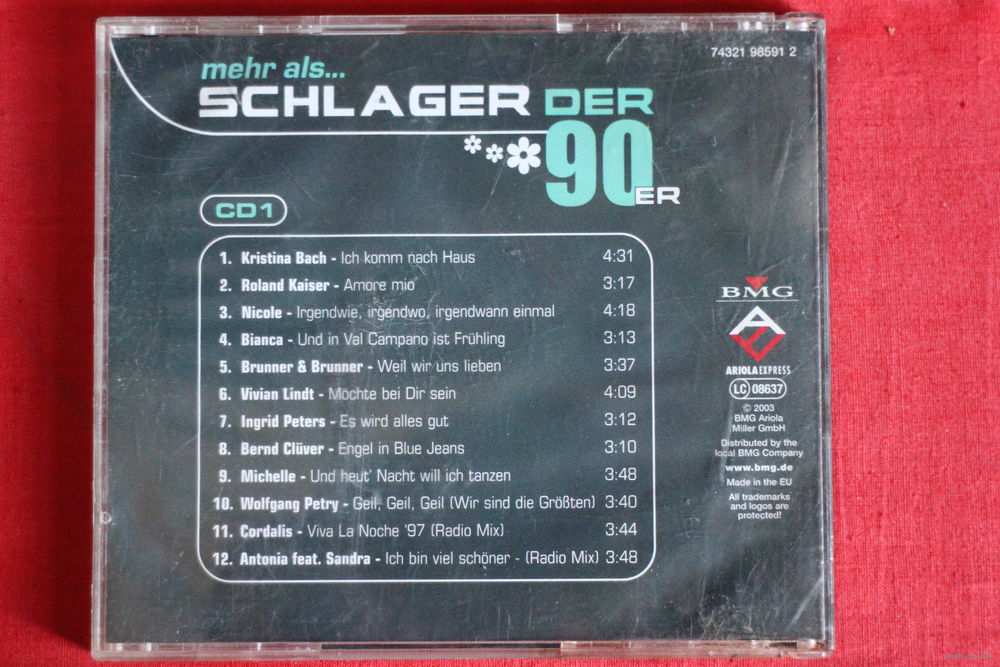 74321 98591 2
mehr als...
SCHLAGER DER
90ER
CD 1
1. Kristina Bach - Ich komm nach Haus 4:31
2. Roland Kaiser - Amore mio 3:17
3. Nicole - Irgendwie, irgendwo, irgendwann einmal 4:18
4. Bianca - Und in Val Campano ist Frühling 3:13
5. Brunner & Brunner - Weil wir uns lieben 3:37
6. Vivian Lindt - Möchte bei Dir sein 4:09
7. Ingrid Peters - Es wird alles gut 3:12
8. Bernd Clüver - Engel in Blue Jeans 3:10
9. Michelle - Und heut' Nacht will ich tanzen 3:48
10. Wolfgang Petry - Geil, Geil, Geil (Wir sind die Größten) 3:40
11. Cordalis - Viva La Noche '97 (Radio Mix) 3:44
12. Antonia feat. Sandra - Ich bin viel schöner - (Radio Mix) 3:48
BMG
ARIOLA EXPRESS
LC 08637
© 2003
BMG Ariola
Miller GmbH
Distributed by the
local BMG Company
www.bmg.de
Made in the EU
All trademarks
and logos are
protected!